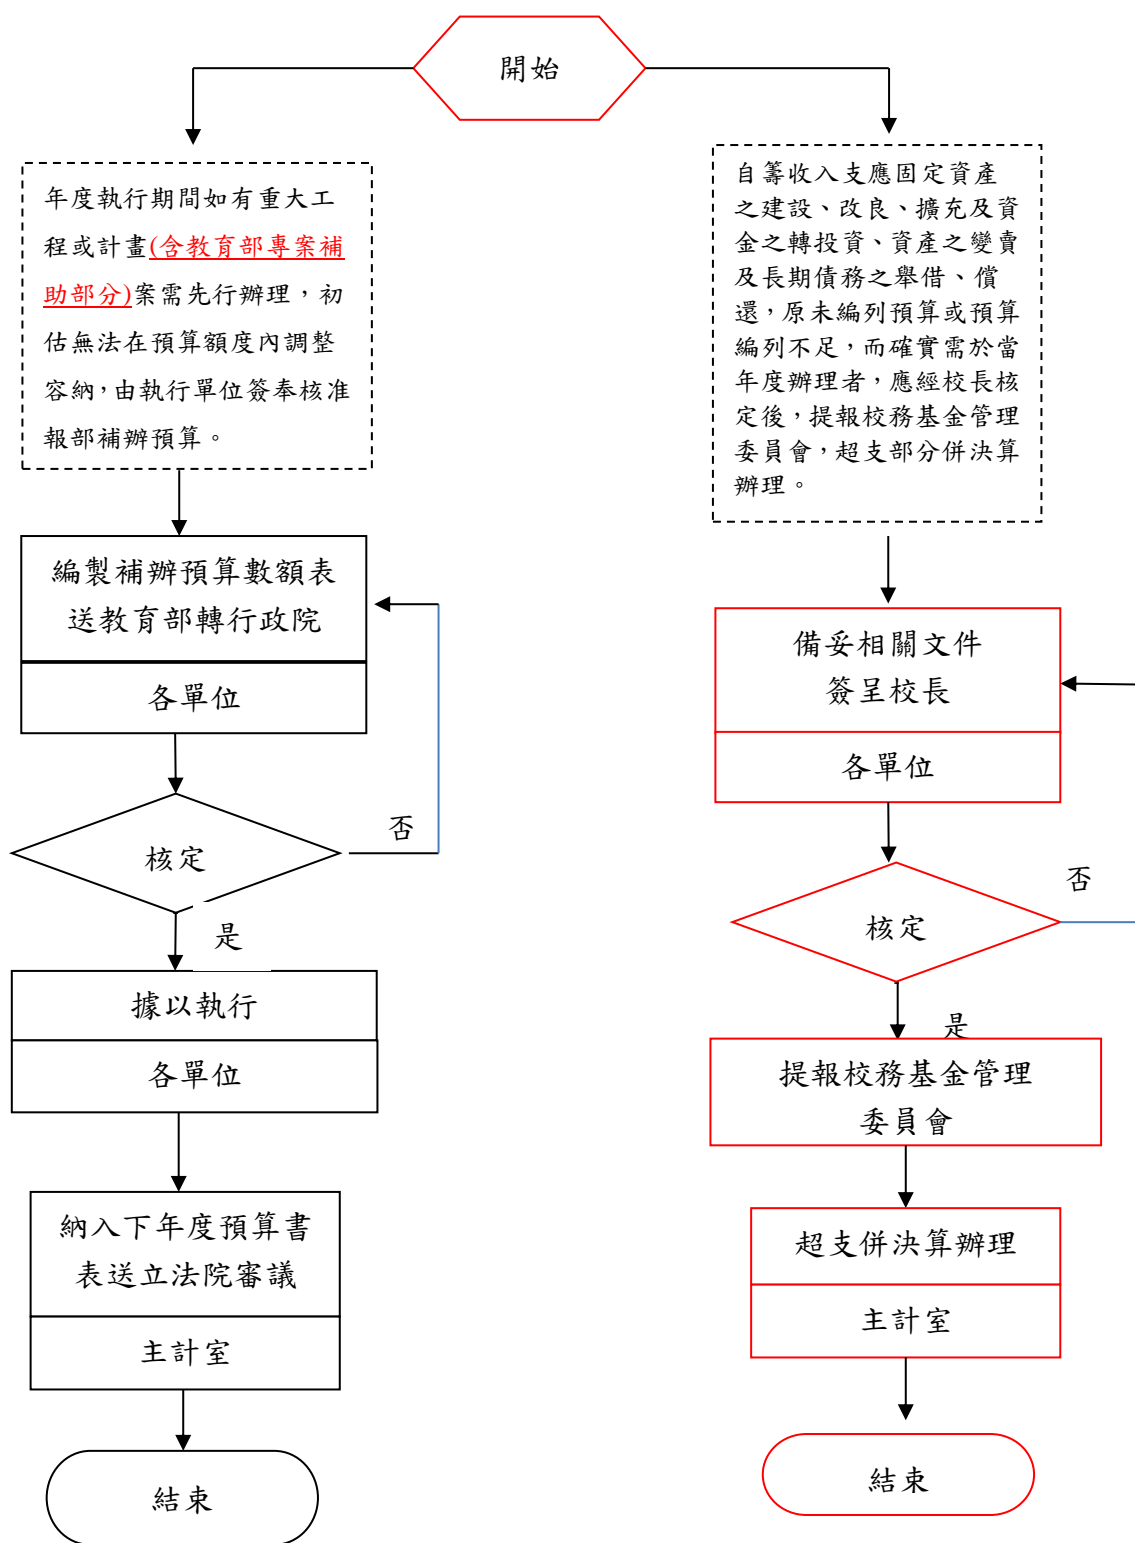 開始
年度執行期間如有重大工
程或計畫(含教育部專案補
助部分)案需先行辦理，初
估無法在預算額度內調整
容納，由執行單位簽奉核准
報部補辦預算。
編製補辦預算數額表
送教育部轉行政院
各單位
核定
否
是
據以執行
各單位
納入下年度預算書
表送立法院審議
主計室
結束
自籌收入支應固定資產
之建設、改良、擴充及資
金之轉投資、資產之變賣
及長期債務之舉借、償
還，原未編列預算或預算
編列不足，而確實需於當
年度辦理者，應經校長核
定後，提報校務基金管理
委員會，超支部分併決算
辦理。
備妥相關文件
簽呈校長
各單位
核定
否
是
提報校務基金管理
委員會
超支併決算辦理
主計室
結束